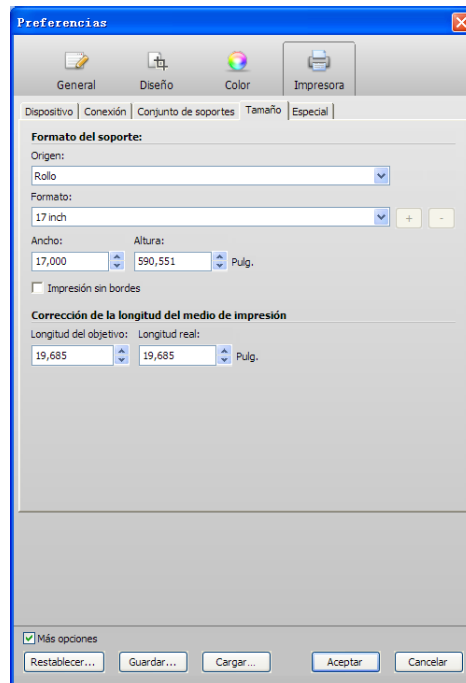 Preferencias
General Diseño Color Impresora
Dispositivo Conexión Conjunto de soportes Tamaño Especial
Formato del soporte:
Origen:
Rollo
Formato:
17 inch + -
Ancho: Altura:
17,000 590,551 Pulg.
Impresión sin bordes
Corrección de la longitud del medio de impresión
Longitud del objetivo: Longitud real:
19,685 19,685 Pulg.
Más opciones
Restablecer... Guardar... Cargar... Aceptar Cancelar